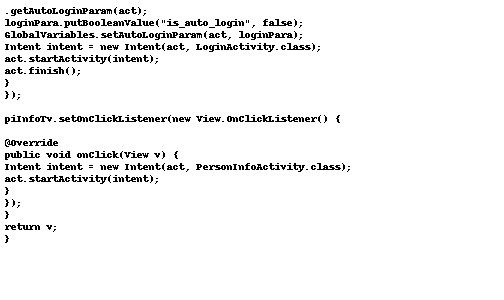 .getAutoLoginParam(act);
loginPara.putBooleanValue("is_auto_login", false);
GlobalVariables.setAutoLoginParam(act, loginPara);
Intent intent = new Intent(act, LoginActivity.class);
act.startActivity(intent);
act.finish();
}
});
piInfoTv.setOnClickListener(new View.OnClickListener() {
@Override
public void onClick(View v) {
Intent intent = new Intent(act, PersonInfoActivity.class);
act.startActivity(intent);
}
});
}
return v;
}